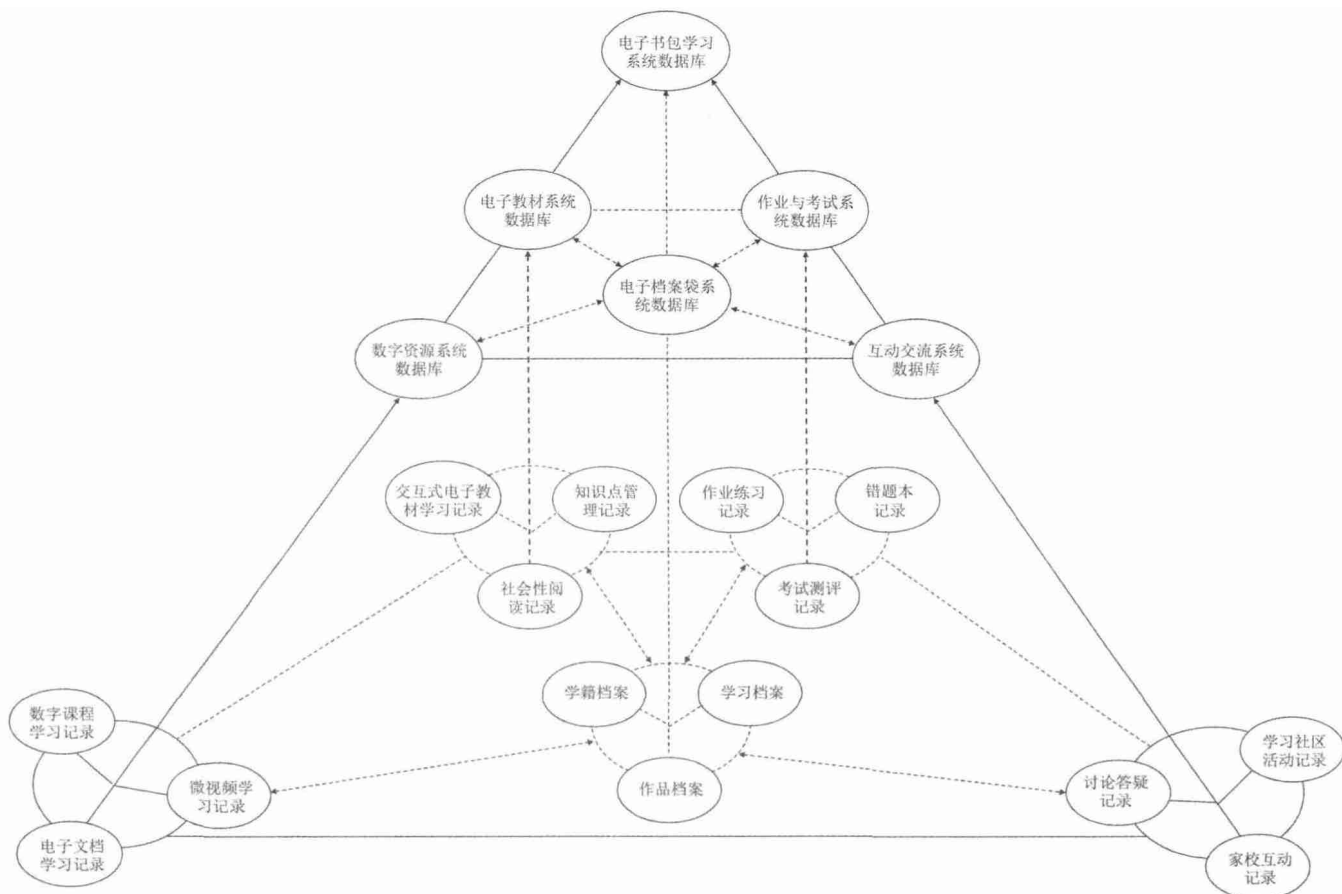 电子书包学习
系统数据库
电子教材系统
数据库
作业与考试系
统数据库
电子档案袋系
统数据库
数字资源系统
数据库
互动交流系统
数据库
交互式电子教
材学习记录
知识点管
理记录
作业练习
记录
错题本
记录
社会性阅
读记录
考试测评
记录
学籍档案
学习档案
数字课程
学习记录
学习社区
活动记录
微视频学
习记录
作品档案
讨论答疑
记录
电子文档
学习记录
家校互动
记录